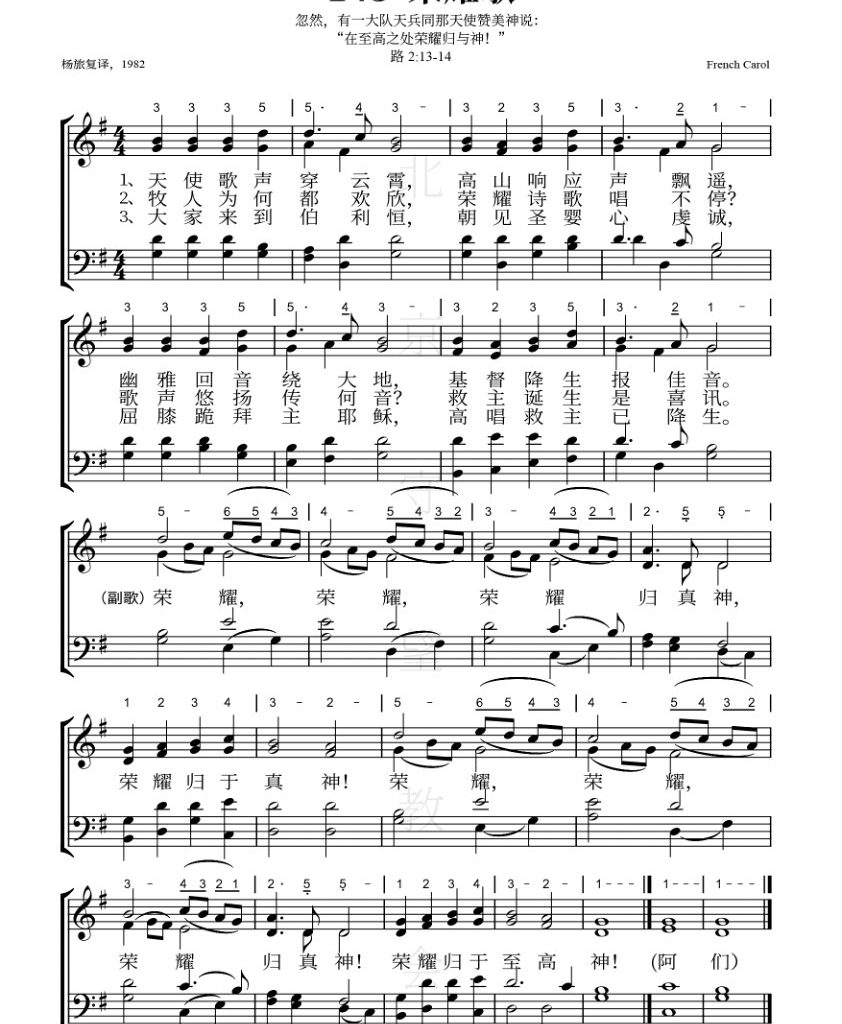 忽然，有一大队天兵同那天使赞美神说：
“在至高之处荣耀归与神！”
路 2:13-14
杨旅复译，1982 French Carol
3 3 3 5 5· 4 3 - 3 2 3 5 3· 2 1 -
1、天使歌声穿云霄，高山响应声飘遥，
2、牧人为何都欢欣，荣耀诗歌唱不停？
3、大家来到伯利恒，朝见圣婴心虔诚，
3 3 3 5 5· 4 3 - 3 2 3 5 3· 2 1 -
幽雅回音绕大地，基督降生报佳音。
歌声悠扬传何音？救主诞生是喜讯。
屈膝跪拜主耶稣，高唱救主已降生。
5 - 6 5 4 3 4 - 5 4 3 2 3 - 4 3 2 1 2· 5 5 -
（副歌）荣耀，荣耀，荣耀归真神，
1 2 3 4 3 - 2 - 5 - 6 5 4 3 4 - 5 4 3 2
荣耀归于真神！荣耀，荣耀，
3 - 4 3 2 1 2· 5 5 - 1 2 3 4 3 - 2 - 1 - - - 1 - - - 1 - - -
荣耀归真神！荣耀归于至高神！(阿们)
北京守望教会